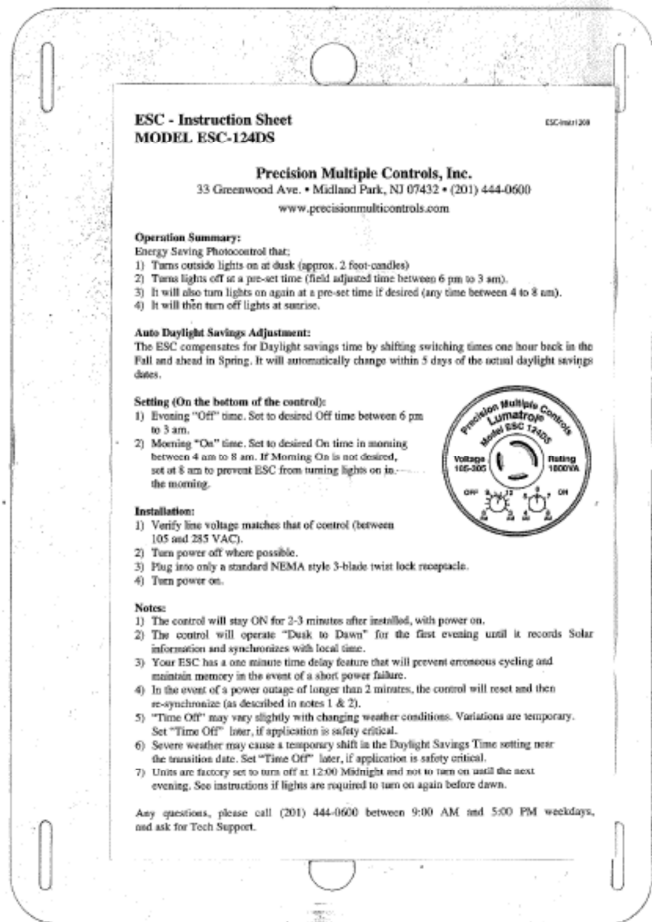 ESC - Instruction Sheet
MODEL ESC-124DS
ESC-Instr1208
Precision Multiple Controls, Inc.
33 Greenwood Ave. • Midland Park, NJ 07432 • (201) 444-0600
www.precisionmulticontrols.com
Operation Summary:
Energy Saving Photocontrol that;
1) Turns outside lights on at dusk (approx. 2 foot-candles)
2) Turns lights off at a pre-set time (field adjusted time between 6 pm to 3 am).
3) It will also turn lights on again at a pre-set time if desired (any time between 4 to 8 am).
4) It will then turn off lights at sunrise.
Auto Daylight Savings Adjustment:
The ESC compensates for Daylight savings time by shifting switching times one hour back in the
Fall and ahead in Spring. It will automatically change within 5 days of the actual daylight savings
dates.
Setting (On the bottom of the control):
1) Evening "Off" time. Set to desired Off time between 6 pm
to 3 am.
2) Morning "On" time. Set to desired On time in morning
between 4 am to 8 am. If Morning On is not desired,
set at 8 am to prevent ESC from turning lights on in
the morning.
Precision Multiple Controls
Lumatrol®
Model ESC 124DS
Voltage
105-305
Rating
1800VA
OFF
9
12
6
3
ON
5
6
7
4
8
Installation:
1) Verify line voltage matches that of control (between
105 and 285 VAC).
2) Turn power off where possible.
3) Plug into only a standard NEMA style 3-blade twist lock receptacle.
4) Turn power on.
Notes:
1) The control will stay ON for 2-3 minutes after installed, with power on.
2) The control will operate "Dusk to Dawn" for the first evening until it records Solar
information and synchronizes with local time.
3) Your ESC has a one minute time delay feature that will prevent erroneous cycling and
maintain memory in the event of a short power failure.
4) In the event of a power outage of longer than 2 minutes, the control will reset and then
re-synchronize (as described in notes 1 & 2).
5) "Time Off" may vary slightly with changing weather conditions. Variations are temporary.
Set "Time Off" later, if application is safety critical.
6) Severe weather may cause a temporary shift in the Daylight Savings Time setting near
the transition date. Set "Time Off" later, if application is safety critical.
7) Units are factory set to turn off at 12:00 Midnight and not to turn on until the next
evening. See instructions if lights are required to turn on again before dawn.
Any questions, please call (201) 444-0600 between 9:00 AM and 5:00 PM weekdays,
and ask for Tech Support.